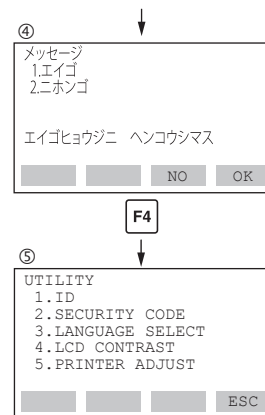 ④
メッセージ
1.エイゴ
2.ニホンゴ
エイゴヒョウジニ ヘンコウシマス
NO OK
F4
⑤
UTILITY
1.ID
2.SECURITY CODE
3.LANGUAGE SELECT
4.LCD CONTRAST
5.PRINTER ADJUST
ESC